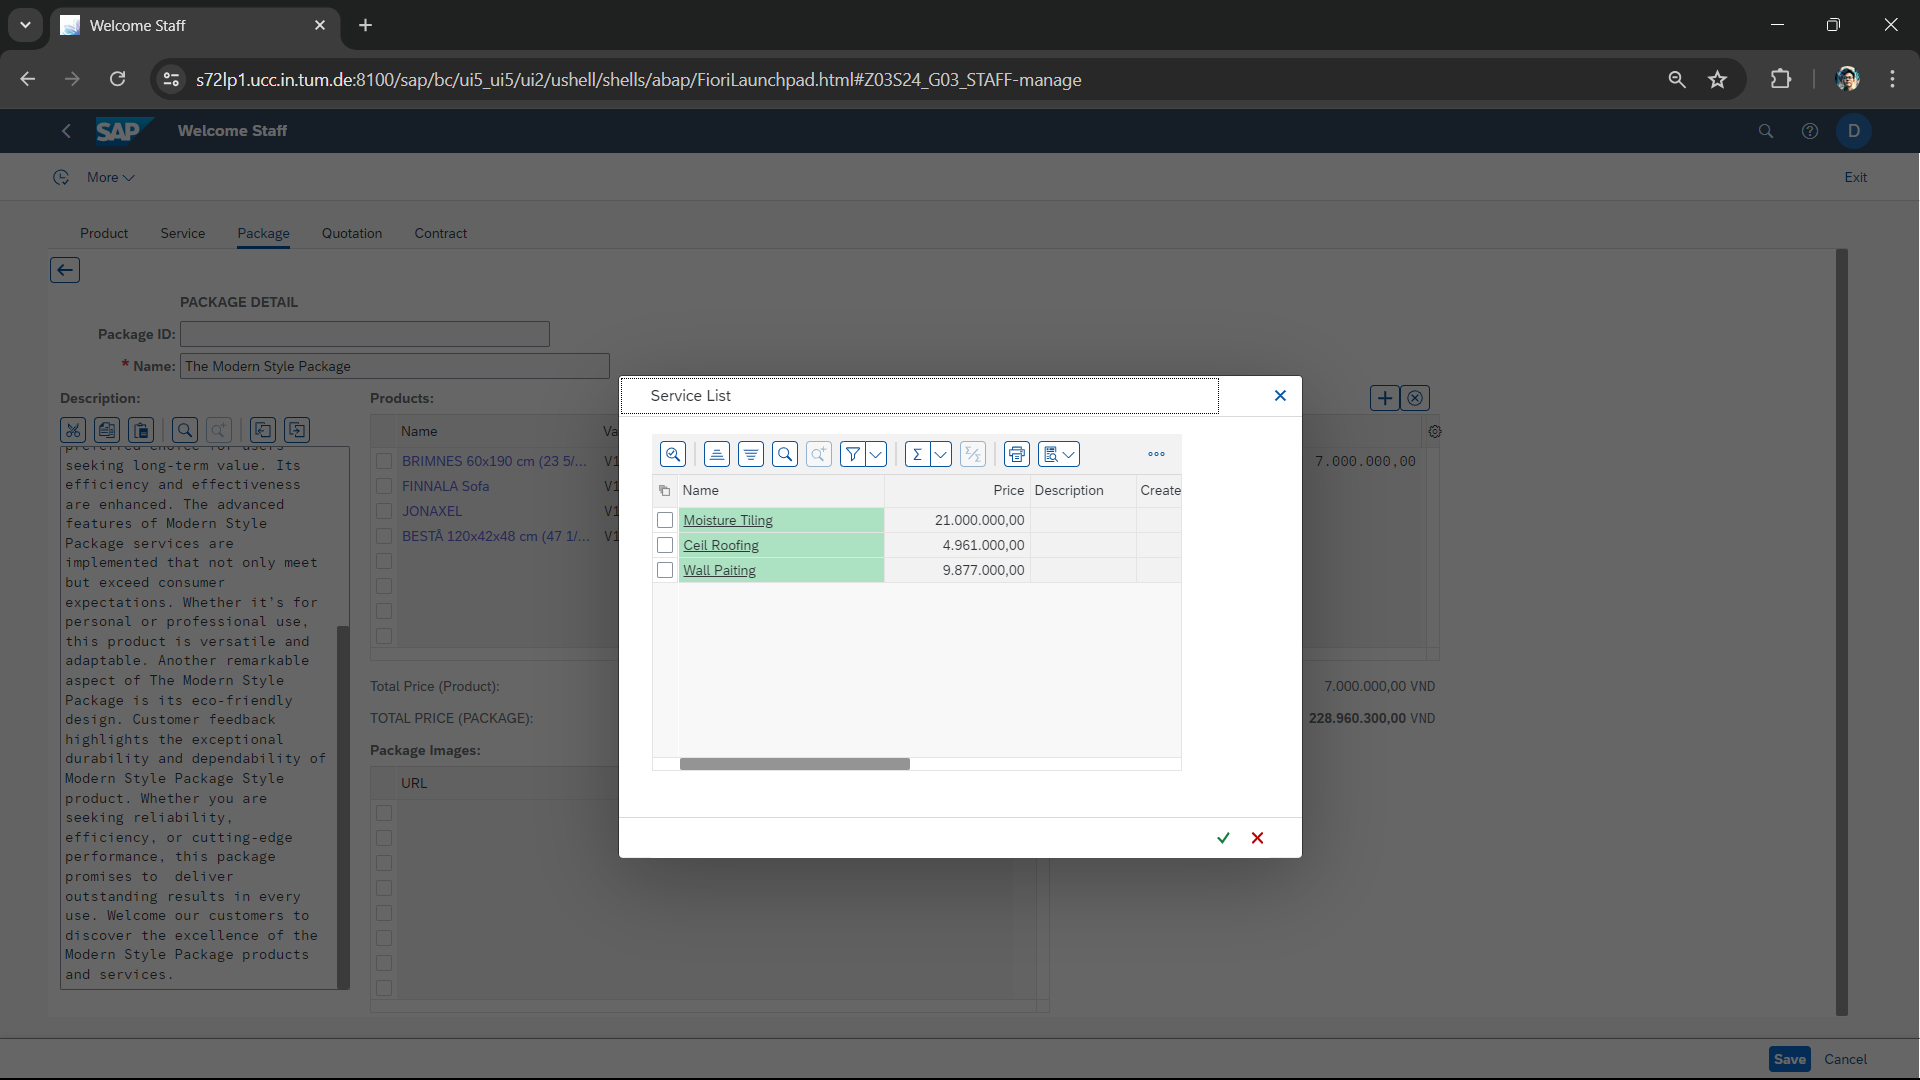 Welcome Staff
s72lp1.ucc.in.tum.de:8100/sap/bc/ui5_ui5/ui2/ushell/shells/abap/FioriLaunchpad.html#Z03S24_G03_STAFF-manage
SAP Welcome Staff D
More Exit
Product Service Package Quotation Contract
PACKAGE DETAIL
Package ID:
* Name: The Modern Style Package
Description:
seeking long-term value. Its
efficiency and effectiveness
are enhanced. The advanced
features of Modern Style
Package services are
implemented that not only meet
but exceed consumer
expectations. Whether it's for
personal or professional use,
this product is versatile and
adaptable. Another remarkable
aspect of The Modern Style
Package is its eco-friendly
design. Customer feedback
highlights the exceptional
durability and dependability of
Modern Style Package Style
product. Whether you are
seeking reliability,
efficiency, or cutting-edge
performance, this package
promises to  deliver
outstanding results in every
use. Welcome our customers to
discover the excellence of the
Modern Style Package products
and services.
Products:
Name Va
BRIMNES 60x190 cm (23 5/... V1 7.000.000,00
FINNALA Sofa V1
JONAXEL V1
BESTÅ 120x42x48 cm (47 1/... V1
Total Price (Product): 7.000.000,00 VND
TOTAL PRICE (PACKAGE): 228.960.300,00 VND
Package Images:
URL
Service List
Name Price Description Create
Moisture Tiling 21.000.000,00
Ceil Roofing 4.961.000,00
Wall Paiting 9.877.000,00
Save Cancel